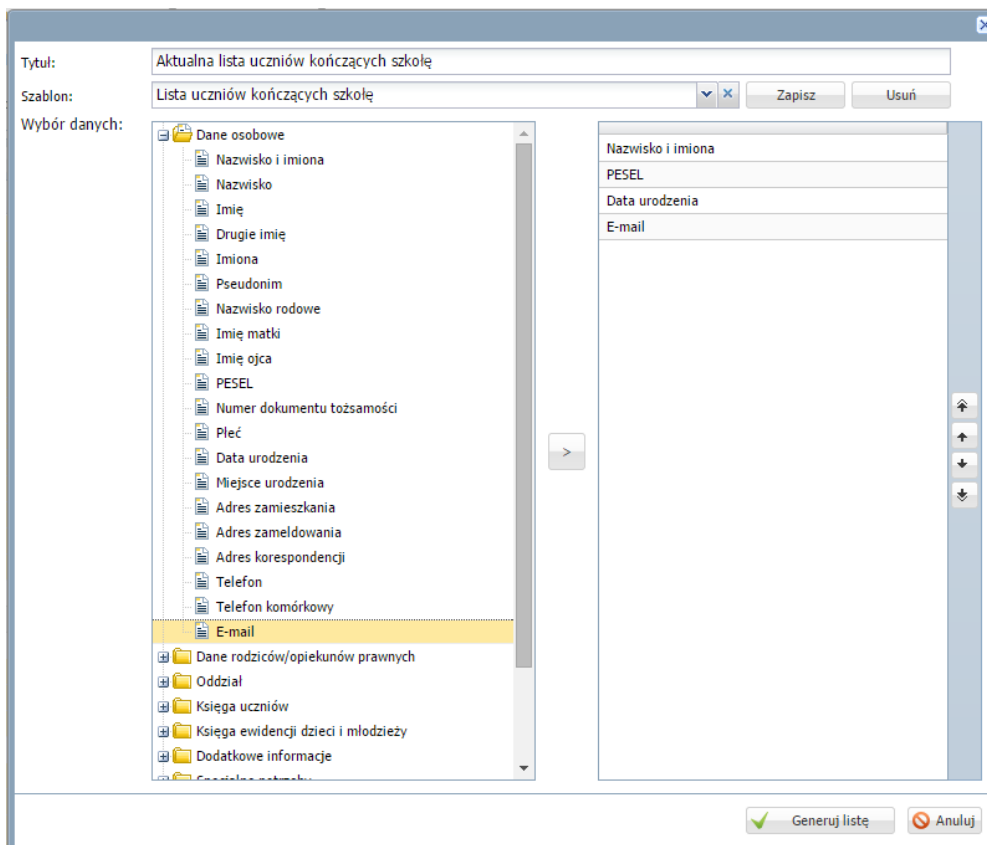 Tytuł:
Aktualna lista uczniów kończących szkołę
Szablon:
Lista uczniów kończących szkołę
Zapisz
Usuń
Wybór danych:
Dane osobowe
Nazwisko i imiona
Nazwisko
Imię
Drugie imię
Imiona
Pseudonim
Nazwisko rodowe
Imię matki
Imię ojca
PESEL
Numer dokumentu tożsamości
Płeć
Data urodzenia
Miejsce urodzenia
Adres zamieszkania
Adres zameldowania
Adres korespondencji
Telefon
Telefon komórkowy
E-mail
Dane rodziców/opiekunów prawnych
Oddział
Księga uczniów
Księga ewidencji dzieci i młodzieży
Dodatkowe informacje
>
Nazwisko i imiona
PESEL
Data urodzenia
E-mail
Generuj listę
Anuluj